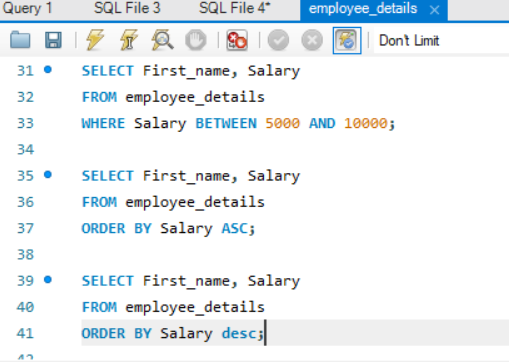 Query 1 SQL File 3 SQL File 4* employee_details
Don't Limit
31 SELECT First_name, Salary
32 FROM employee_details
33 WHERE Salary BETWEEN 5000 AND 10000;
34
35 SELECT First_name, Salary
36 FROM employee_details
37 ORDER BY Salary ASC;
38
39 SELECT First_name, Salary
40 FROM employee_details
41 ORDER BY Salary desc;
42